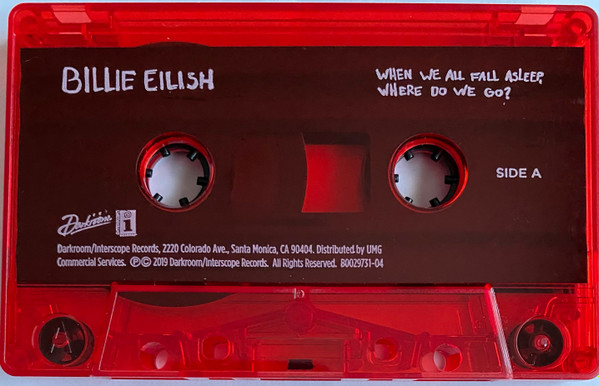 BILLIE EILISH
WHEN WE ALL FALL ASLEEP,
WHERE DO WE GO?
SIDE A
Darkroom
i
Darkroom/Interscope Records, 2220 Colorado Ave., Santa Monica, CA 90404. Distributed by UMG
Commercial Services. ℗© 2019 Darkroom/Interscope Records. All Rights Reserved. B0029731-04
A